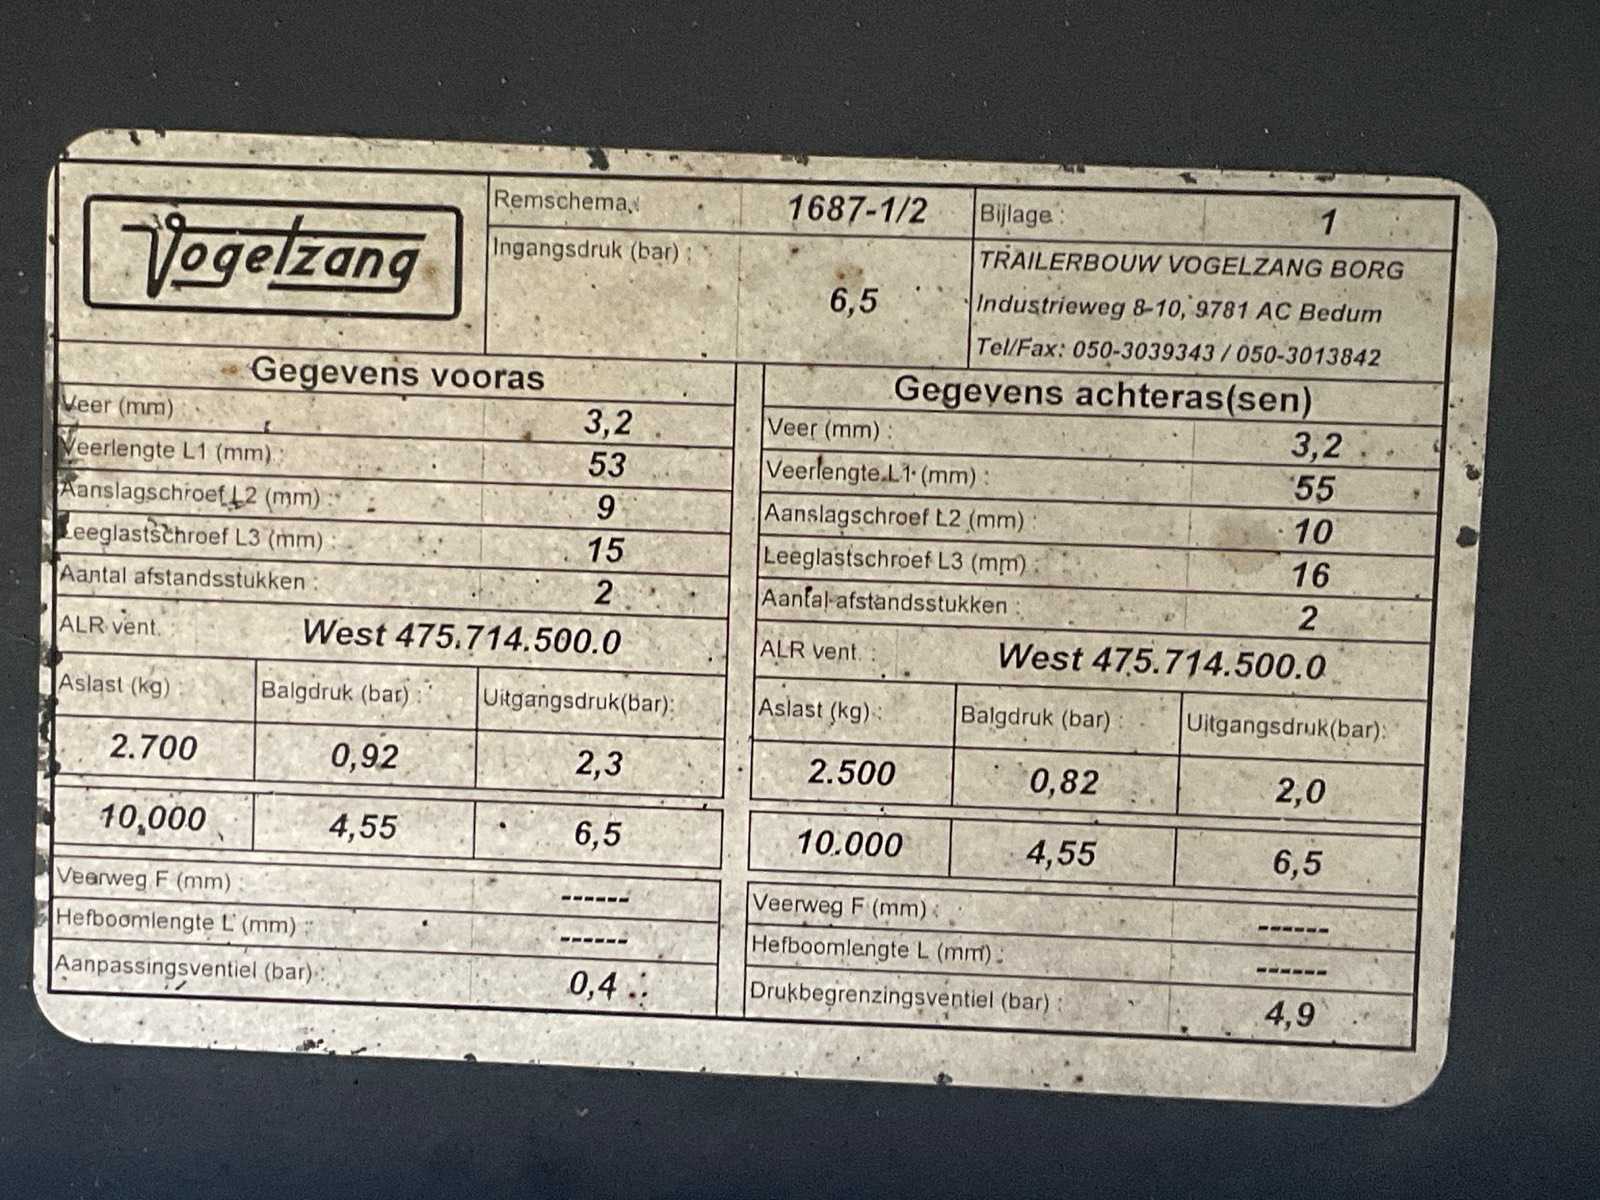 Vogelzang
Remschema : 1687-1/2
Bijlage : 1
Ingangsdruk (bar) : 6,5
TRAILERBOUW VOGELZANG BORG
Industrieweg 8-10, 9781 AC Bedum
Tel/Fax: 050-3039343 / 050-3013842
Gegevens vooras
Veer (mm) : 3,2
Veerlengte L1 (mm) : 53
Aanslagschroef L2 (mm) : 9
Leeglastschroef L3 (mm) : 15
Aantal afstandsstukken : 2
ALR vent. : West 475.714.500.0
Aslast (kg) : Balgdruk (bar) : Uitgangsdruk(bar):
2.700 0,92 2,3
10.000 4,55 6,5
Veerweg F (mm) : ------
Hefboomlengte L (mm) : ------
Aanpassingsventiel (bar) : 0,4
Gegevens achteras(sen)
Veer (mm) : 3,2
Veerlengte L1 (mm) : 55
Aanslagschroef L2 (mm) : 10
Leeglastschroef L3 (mm) : 16
Aantal afstandsstukken : 2
ALR vent. : West 475.714.500.0
Aslast (kg) : Balgdruk (bar) : Uitgangsdruk(bar):
2.500 0,82 2,0
10.000 4,55 6,5
Veerweg F (mm) : ------
Hefboomlengte L (mm) : ------
Drukbegrenzingsventiel (bar) : 4,9